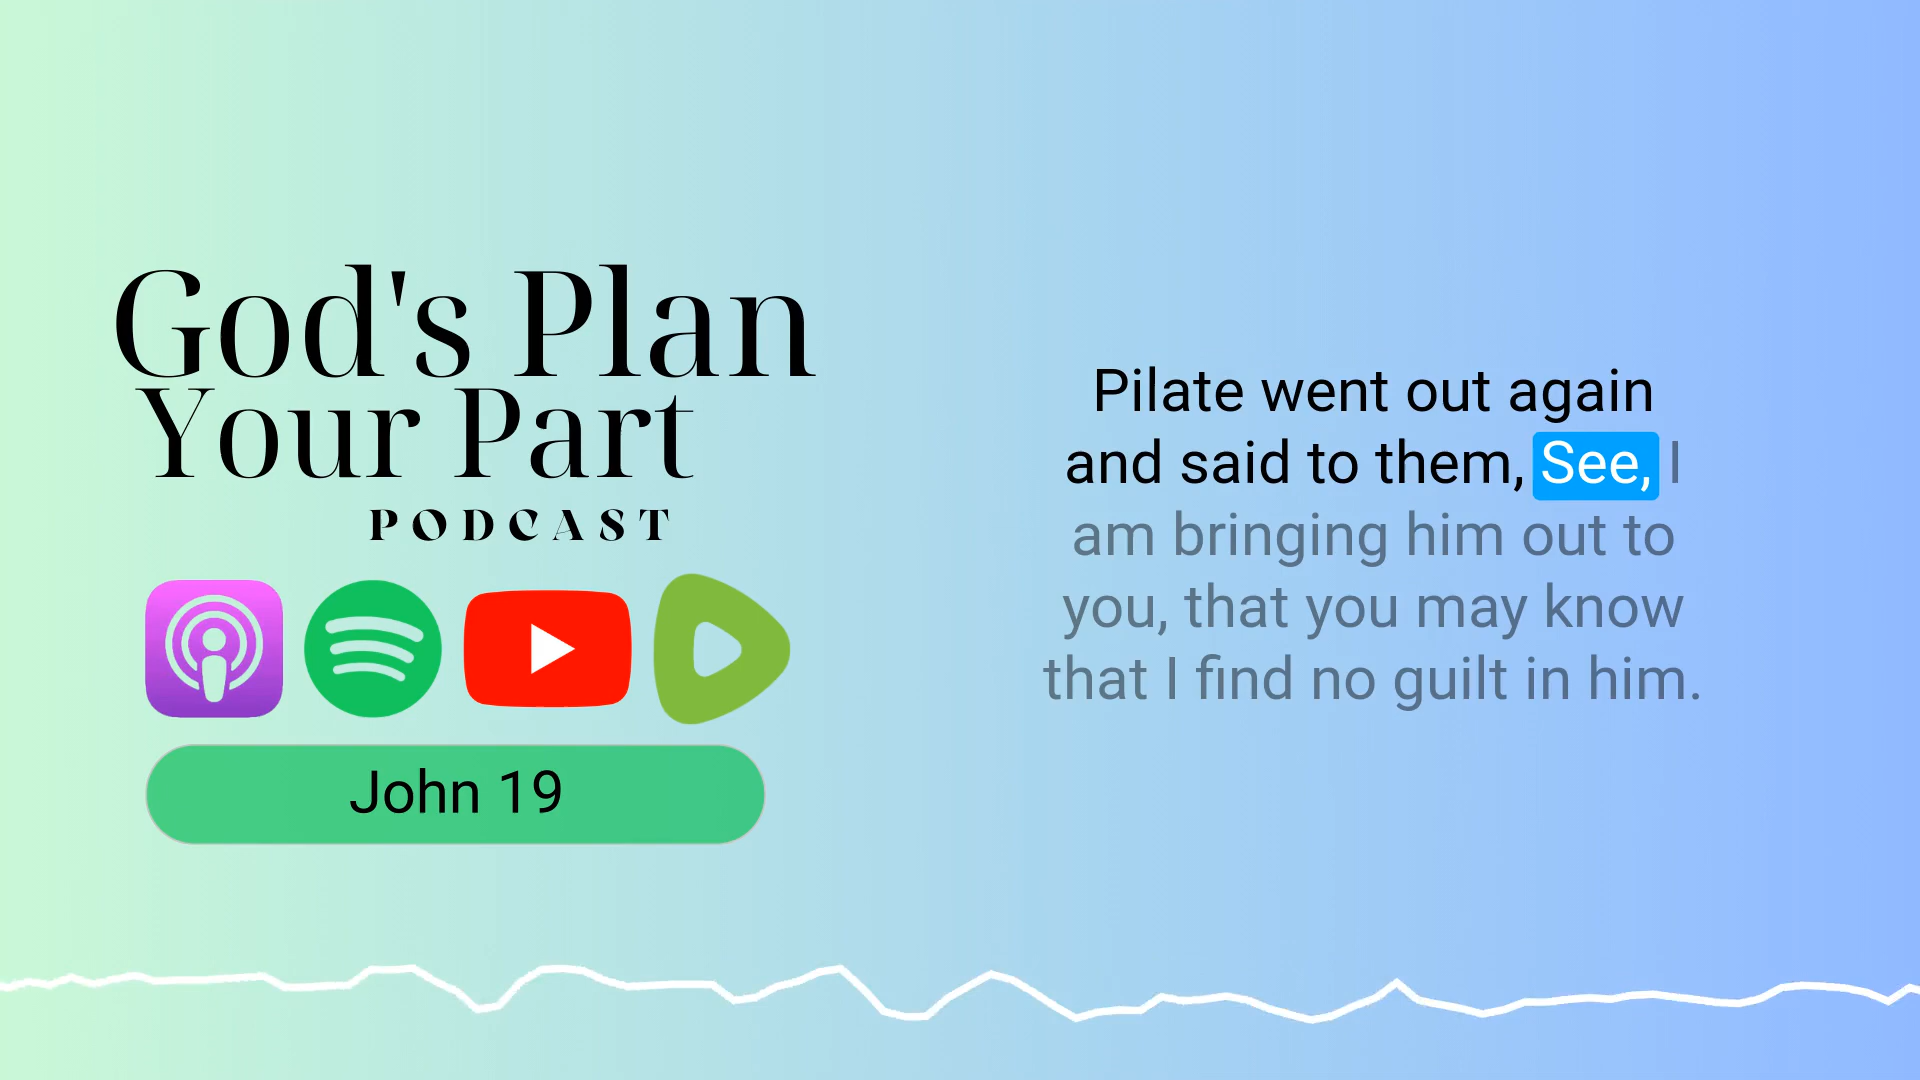 God's Plan
Your Part
PODCAST
John 19
Pilate went out again
and said to them, See, I
am bringing him out to
you, that you may know
that I find no guilt in him.